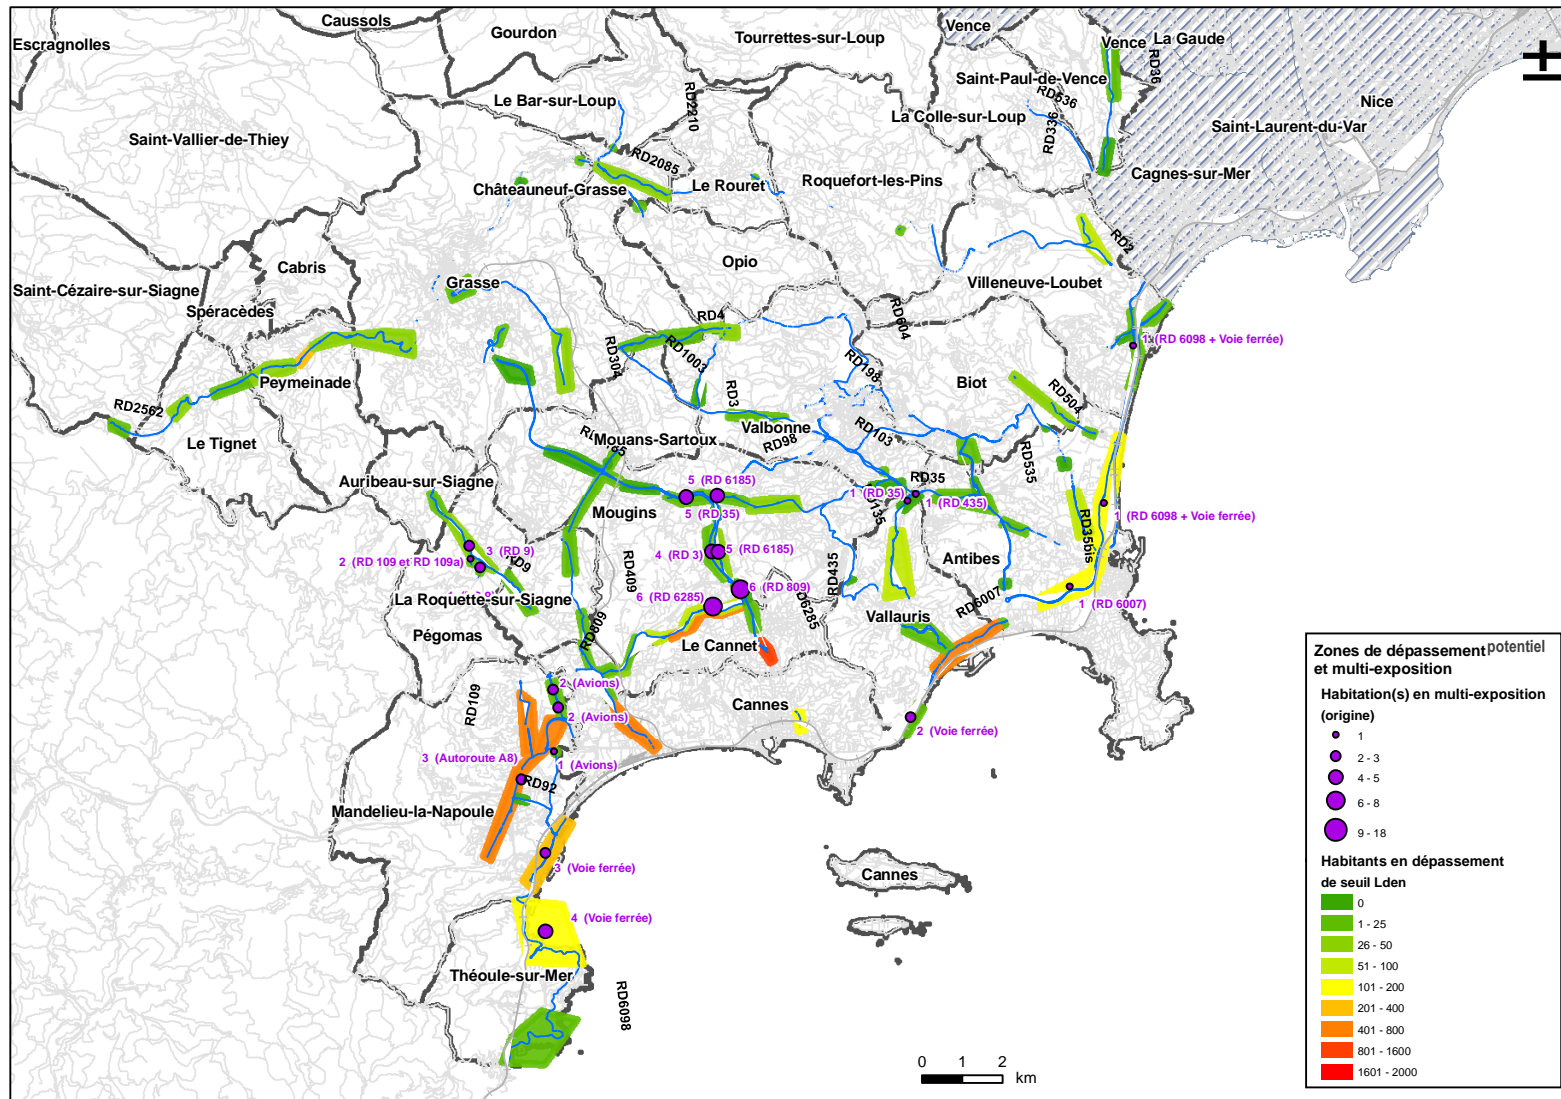 Caussols
Gourdon
Escragnolles
Tourrettes-sur-Loup
Vence
Vence
La Gaude
RD36
Saint-Paul-de-Vence
RD536
Nice
Le Bar-sur-Loup
RD2210
La Colle-sur-Loup
RD336
Saint-Laurent-du-Var
Saint-Vallier-de-Thiey
RD2085
Cagnes-sur-Mer
Châteauneuf-Grasse
Le Rouret
Roquefort-les-Pins
RD2
Opio
Cabris
Grasse
Villeneuve-Loubet
Saint-Cézaire-sur-Siagne
Spéracèdes
RD4
RD604
RD304
RD1003
1 (RD 6098 + Voie ferrée)
RD198
Peymeinade
Biot
RD3
RD504
RD2562
Valbonne
RD103
Le Tignet
Mouans-Sartoux
RD98
RD535
Auribeau-sur-Siagne
5 (RD 6185)
RD35
1 (RD 35)
1 (RD 435)
RD135
5 (RD 35)
Mougins
1 (RD 6098 + Voie ferrée)
RD35bis
3 (RD 9)
2 (RD 109 et RD 109a)
RD9
4 (RD 3)
5 (RD 6185)
Antibes
RD409
RD435
La Roquette-sur-Siagne
6 (RD 6285)
6 (RD 809)
RD6285
RD6007
1 (RD 6007)
Vallauris
Pégomas
RD809
Le Cannet
2 (Avions)
RD109
Cannes
2 (Avions)
2 (Voie ferrée)
3 (Autoroute A8)
1 (Avions)
RD92
Mandelieu-la-Napoule
3 (Voie ferrée)
Cannes
4 (Voie ferrée)
Théoule-sur-Mer
RD6098
0 1 2
km
Zones de dépassement potentiel
et multi-exposition
Habitation(s) en multi-exposition
(origine)
1
2 - 3
4 - 5
6 - 8
9 - 18
Habitants en dépassement
de seuil Lden
0
1 - 25
26 - 50
51 - 100
101 - 200
201 - 400
401 - 800
801 - 1600
1601 - 2000